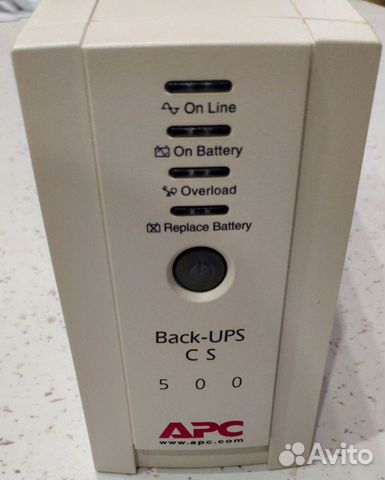 On Line
On Battery
Overload
Replace Battery
Back-UPS
CS
500
APC
www.apc.com
Avito